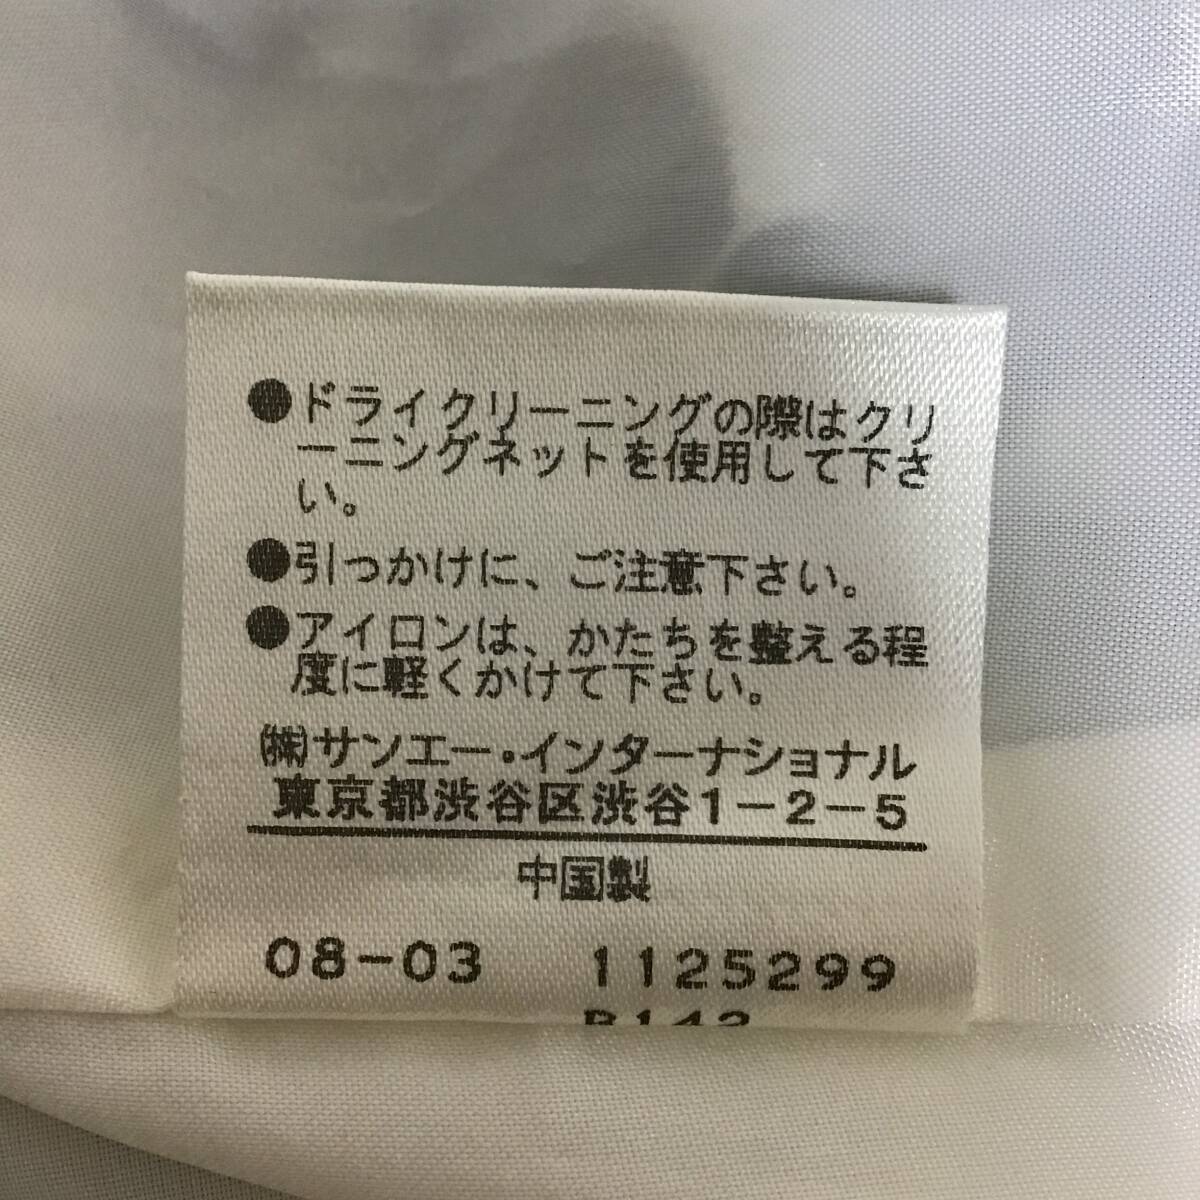 ●ドライクリーニングの際はクリ
ーニングネットを使用して下さ
い。
●引っかけに、ご注意下さい。
●アイロンは、かたちを整える程
度に軽くかけて下さい。
㈱サンエー・インターナショナル
東京都渋谷区渋谷1-2-5
中国製
08-03 1125299